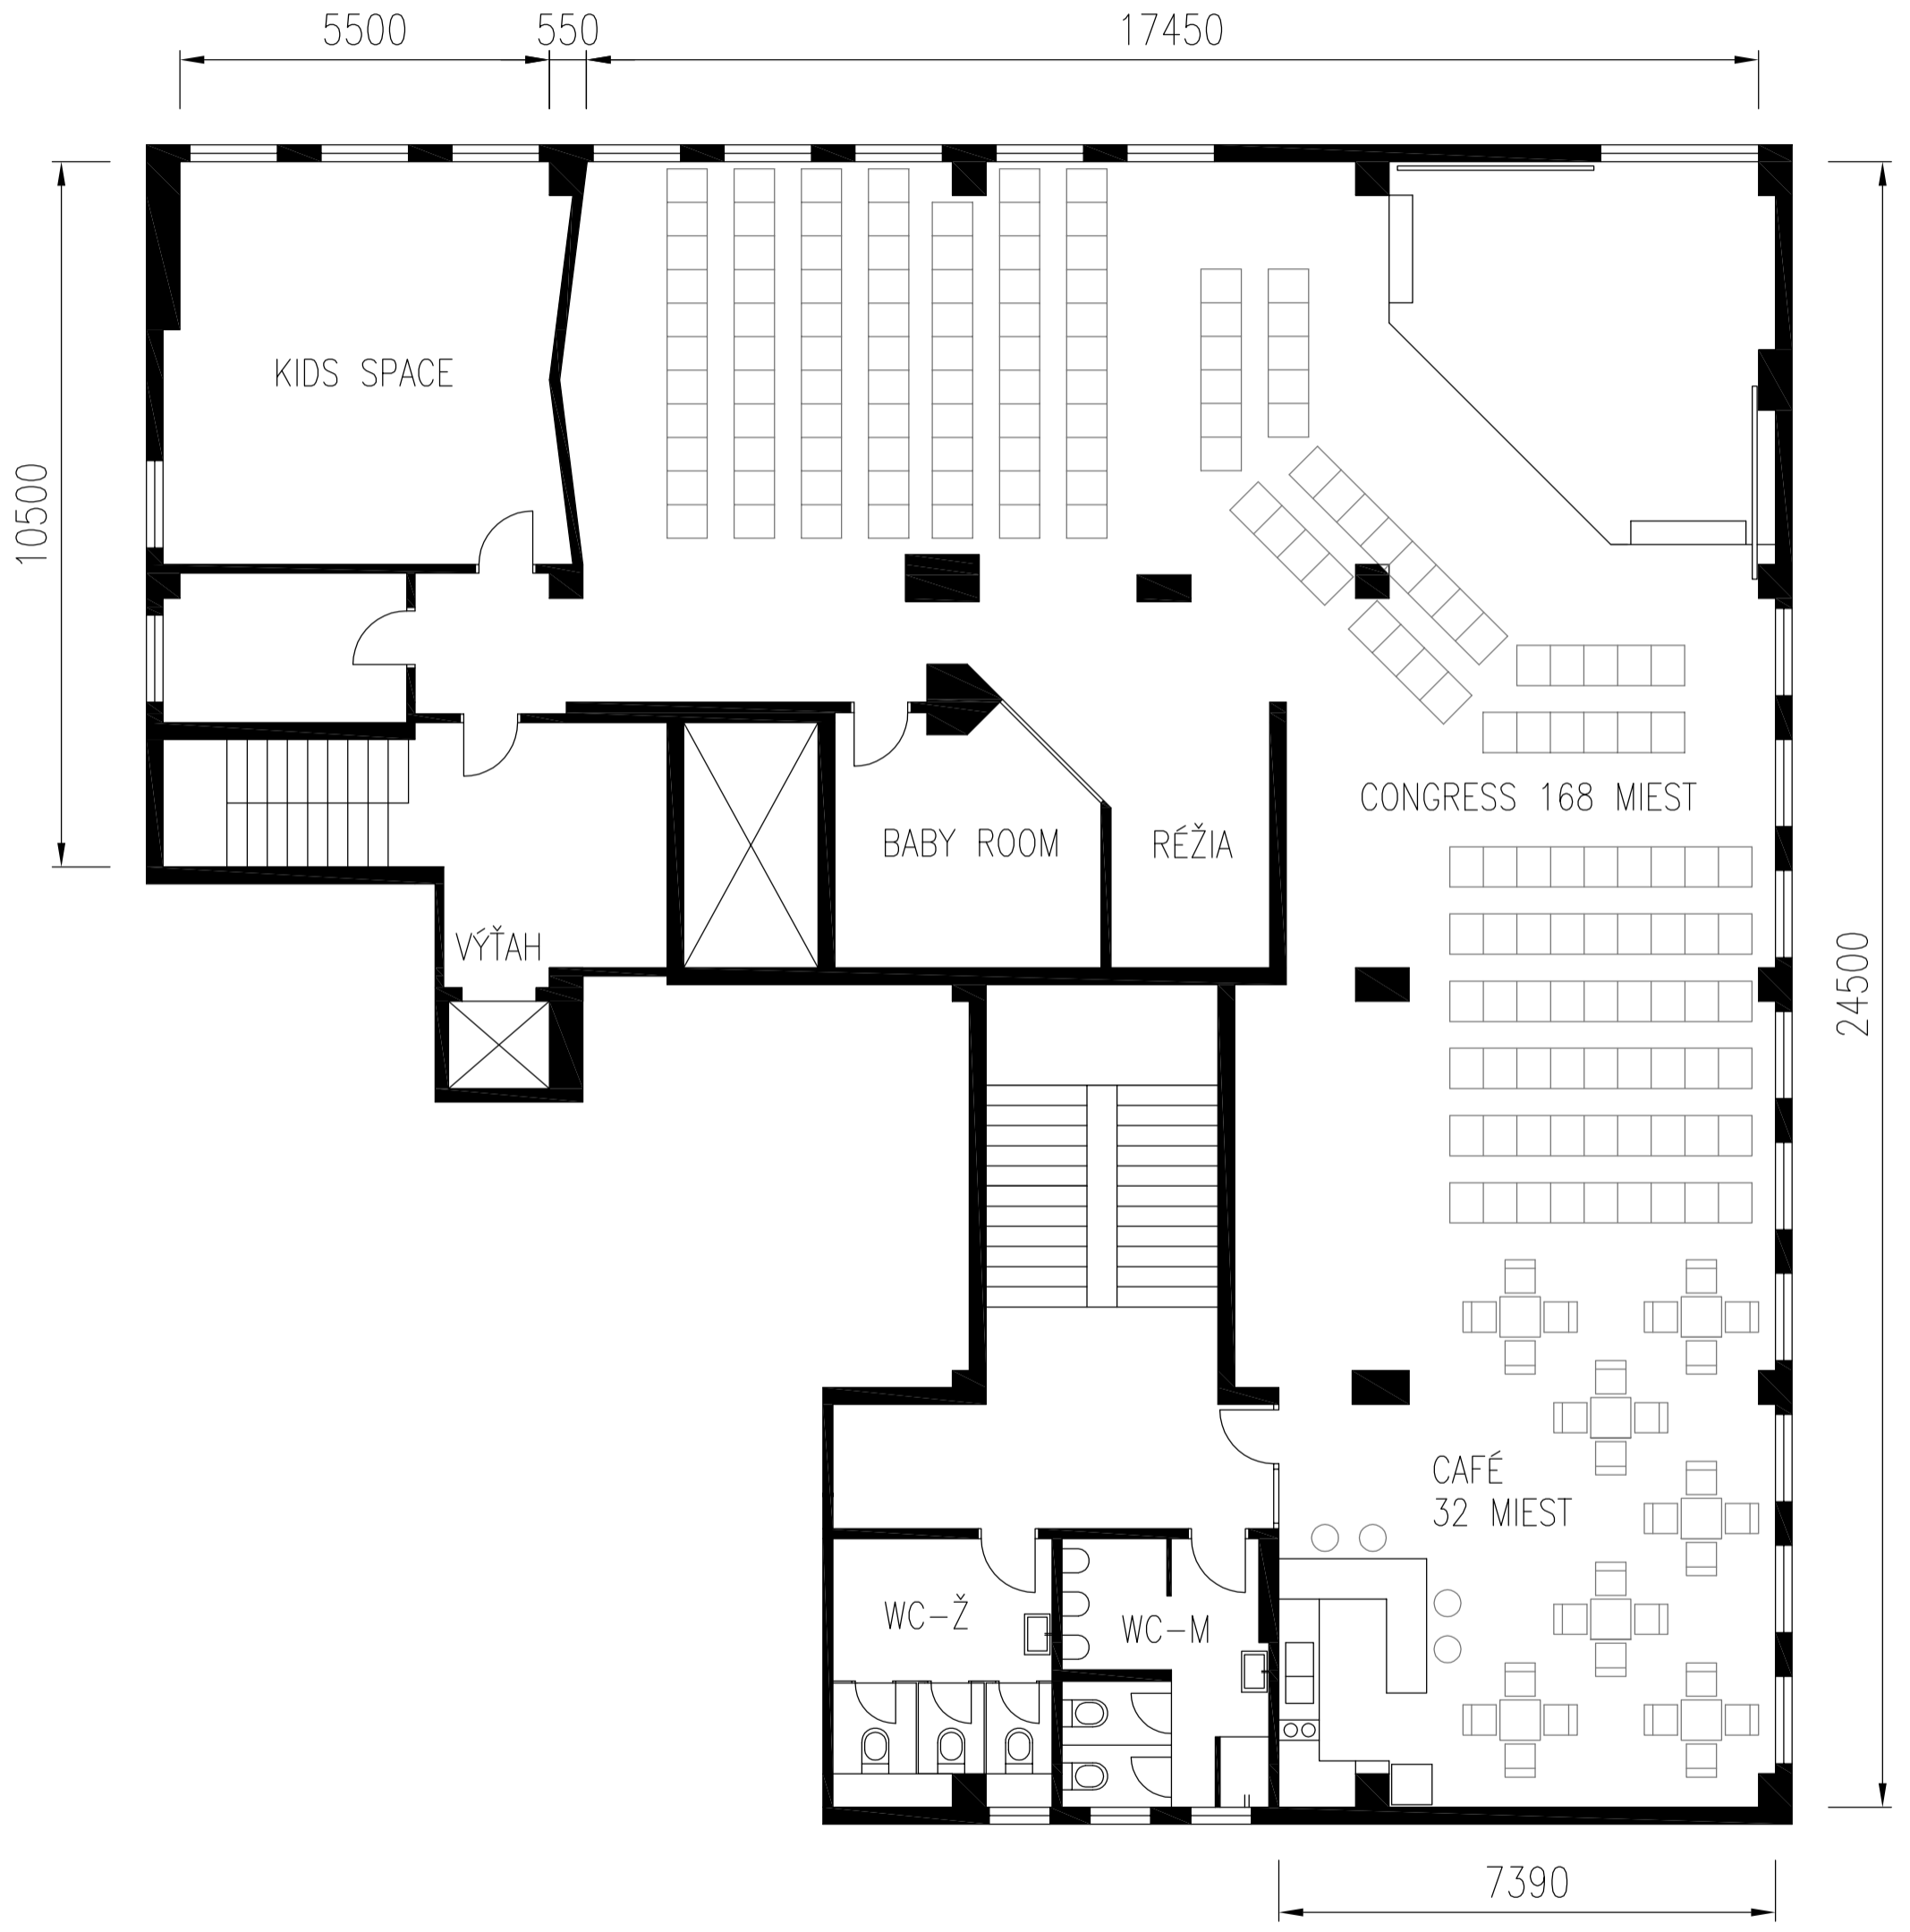 5500
550
17450
KIDS SPACE
10500
CONGRESS 168 MIEST
BABY ROOM
RÉŽIA
VÝŤAH
24500
CAFÉ
32 MIEST
WC-Ž
WC-M
7390